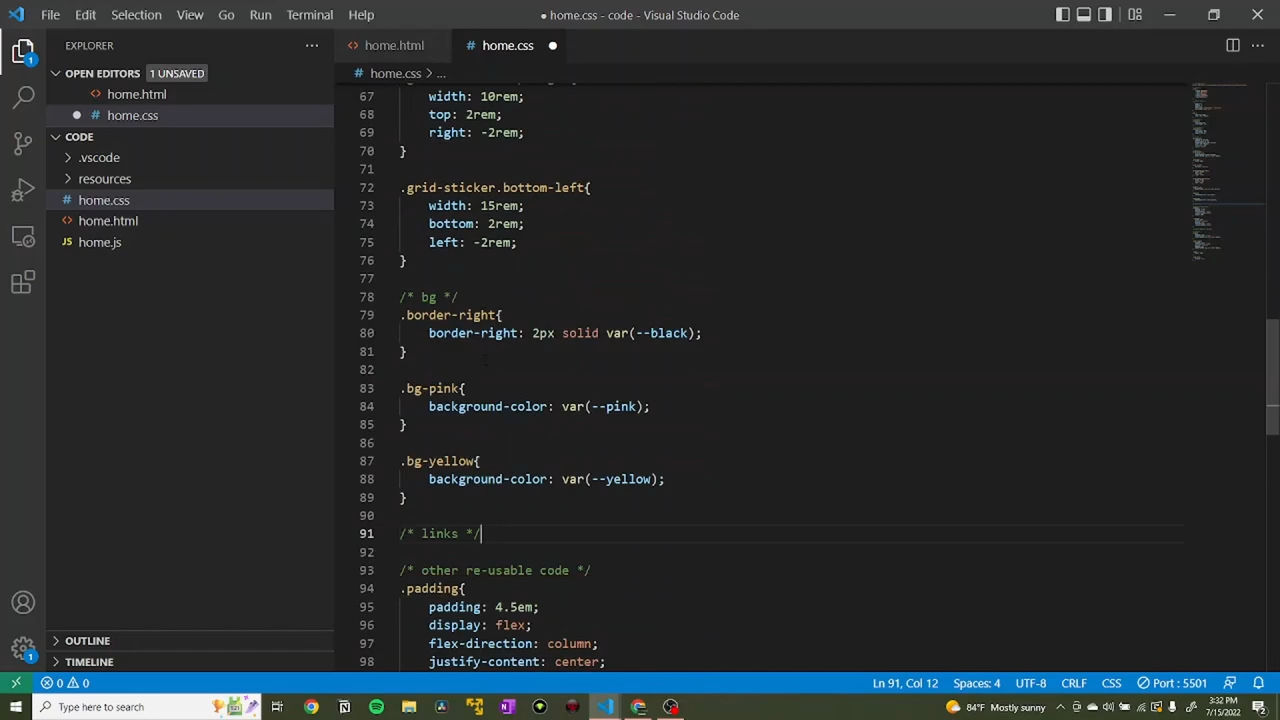 File Edit Selection View Go Run Terminal Help
● home.css - code - Visual Studio Code
EXPLORER
home.html
# home.css
OPEN EDITORS 1 UNSAVED
# home.css > ...
home.html
# home.css
CODE
.vscode
resources
# home.css
home.html
JS home.js
67 width: 10rem;
68 top: 2rem;
69 right: -2rem;
70 }
71
72 .grid-sticker.bottom-left{
73 width: 15rem;
74 bottom: 2rem;
75 left: -2rem;
76 }
77
78 /* bg */
79 .border-right{
80 border-right: 2px solid var(--black);
81 }
82
83 .bg-pink{
84 background-color: var(--pink);
85 }
86
87 .bg-yellow{
88 background-color: var(--yellow);
89 }
90
91 /* links */
92
93 /* other re-usable code */
94 .padding{
95 padding: 4.5em;
96 display: flex;
97 flex-direction: column;
98 justify-content: center;
OUTLINE
TIMELINE
1
1
0 0
Ln 91, Col 12 Spaces: 4 UTF-8 CRLF CSS Port : 5501
Type here to search
84°F Mostly sunny
3:32 PM
7/15/2022